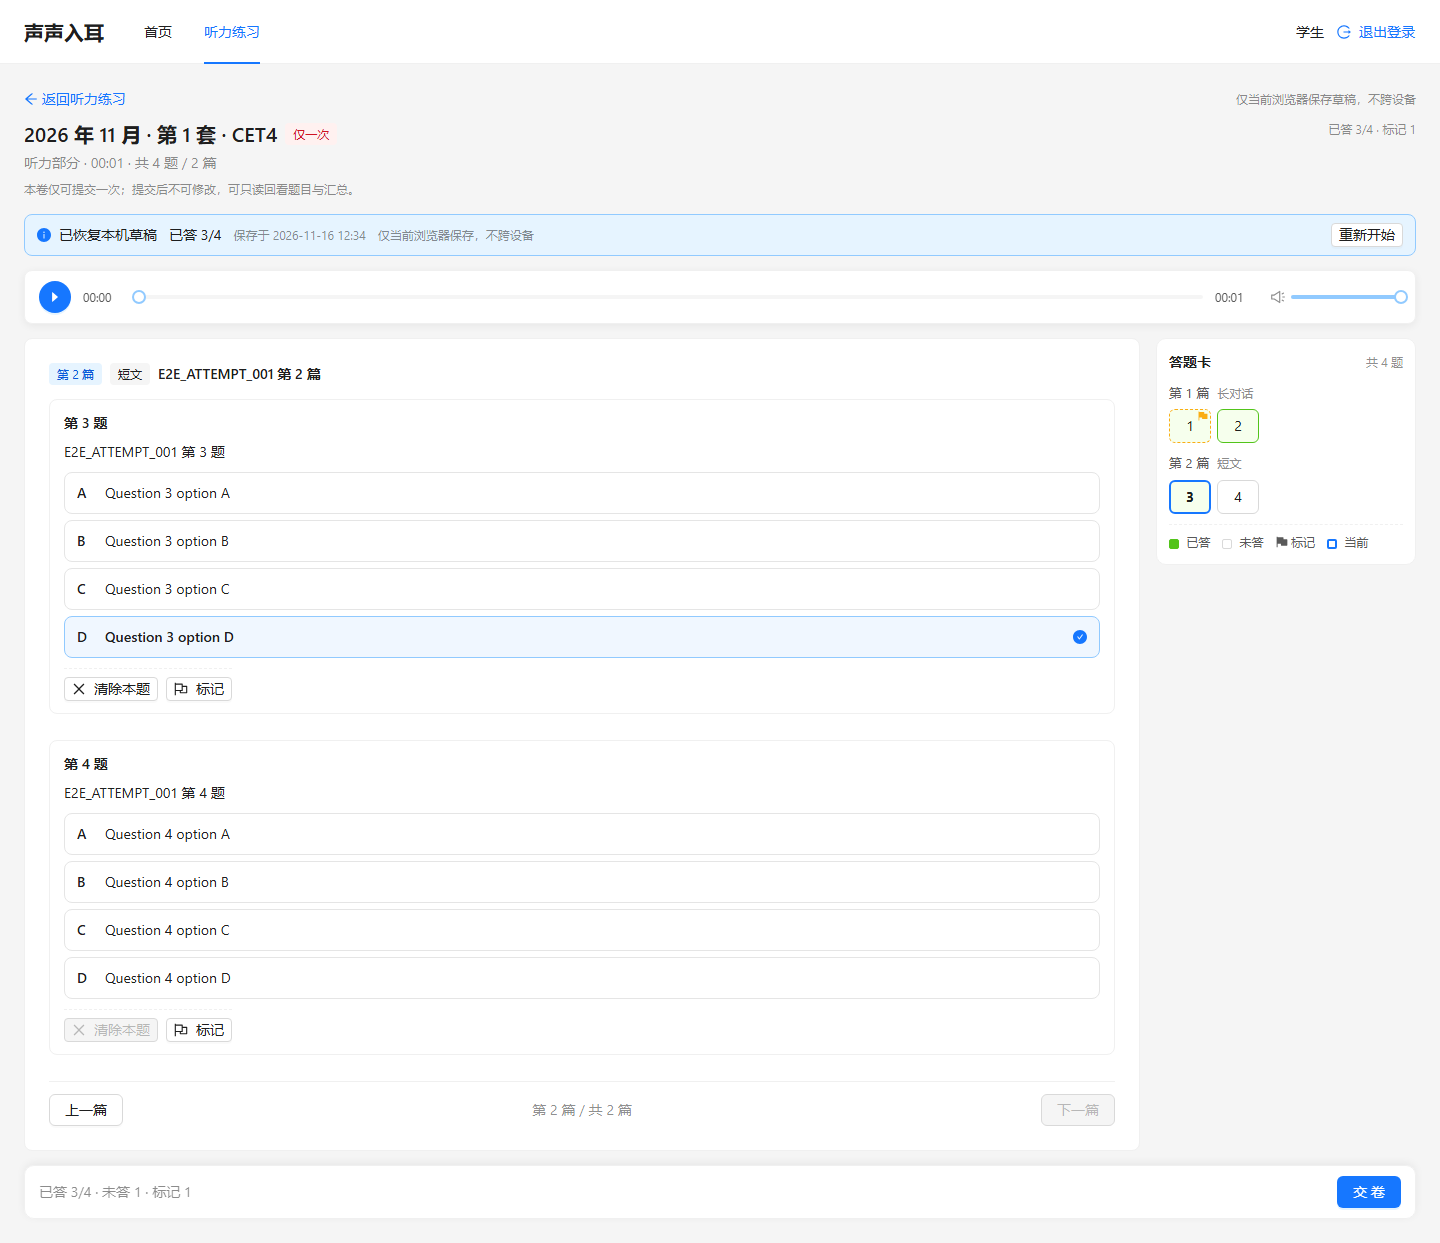 声声入耳 首页 听力练习 学生 退出登录
返回听力练习 仅当前浏览器保存草稿，不跨设备
2026 年 11 月 · 第 1 套 · CET4 仅一次 已答 3/4 · 标记 1
听力部分 · 00:01 · 共 4 题 / 2 篇
本卷仅可提交一次；提交后不可修改，可只读回看题目与汇总。
已恢复本机草稿 已答 3/4 保存于 2026-11-16 12:34 仅当前浏览器保存，不跨设备 重新开始
00:00 00:01
第 2 篇 短文 E2E_ATTEMPT_001 第 2 篇
第 3 题
E2E_ATTEMPT_001 第 3 题
A Question 3 option A
B Question 3 option B
C Question 3 option C
D Question 3 option D
清除本题 标记
第 4 题
E2E_ATTEMPT_001 第 4 题
A Question 4 option A
B Question 4 option B
C Question 4 option C
D Question 4 option D
清除本题 标记
上一篇 第 2 篇 / 共 2 篇 下一篇
答题卡 共 4 题
第 1 篇 长对话
1 2
第 2 篇 短文
3 4
已答 未答 标记 当前
已答 3/4 · 未答 1 · 标记 1 交 卷